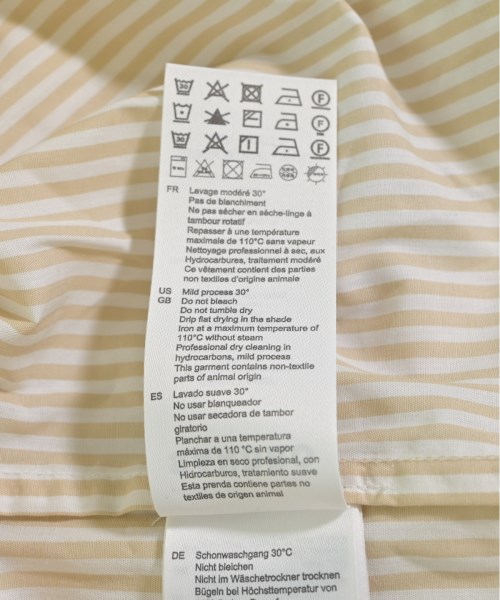 FR Lavage modéré 30°
Pas de blanchiment
Ne pas sécher en sèche-linge à
tambour rotatif
Repasser à une température
maximale de 110°C sans vapeur
Nettoyage professionnel à sec, aux
Hydrocarbures, traitement modéré
Ce vêtement contient des parties
non textiles d'origine animale
US Mild process 30°
GB Do not bleach
Do not tumble dry
Drip flat drying in the shade
Iron at a maximum temperature of
110°C without steam
Professional dry cleaning in
hydrocarbons, mild process
This garment contains non-textile
parts of animal origin
ES Lavado suave 30°
No usar blanqueador
No usar secadora de tambor
giratorio
Planchar a una temperatura
máxima de 110 °C sin vapor
Limpieza en seco profesional, con
Hidrocarburos, tratamiento suave
Esta prenda contiene partes no
textiles de origen animal
DE Schonwaschgang 30°C
Nicht bleichen
Nicht im Wäschetrockner trocknen
Bügeln bei Höchsttemperatur von